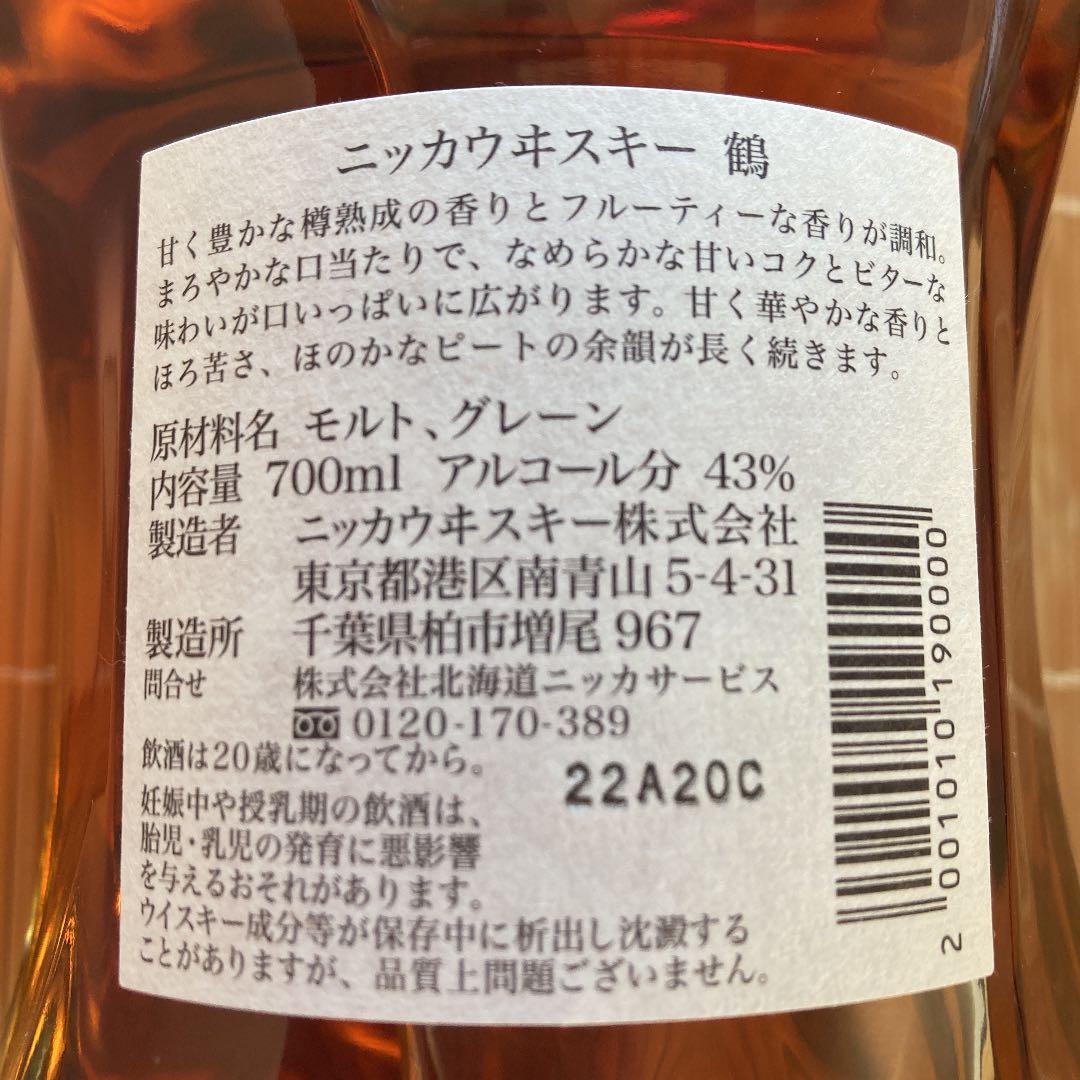 ニッカウヰスキー 鶴
甘く豊かな樽熟成の香りとフルーティーな香りが調和。
まろやかな口当たりで、なめらかな甘いコクとビターな
味わいが口いっぱいに広がります。甘く華やかな香りと
ほろ苦さ、ほのかなピートの余韻が長く続きます。
原材料名 モルト、グレーン
内容量 700ml アルコール分 43%
製造者 ニッカウヰスキー株式会社
東京都港区南青山5-4-31
製造所 千葉県柏市増尾967
問合せ 株式会社北海道ニッカサービス
0120-170-389
飲酒は20歳になってから。
22A20C
妊娠中や授乳期の飲酒は、
胎児・乳児の発育に悪影響
を与えるおそれがあります。
ウイスキー成分等が保存中に析出し沈澱する
ことがありますが、品質上問題ございません。
2 001010190000